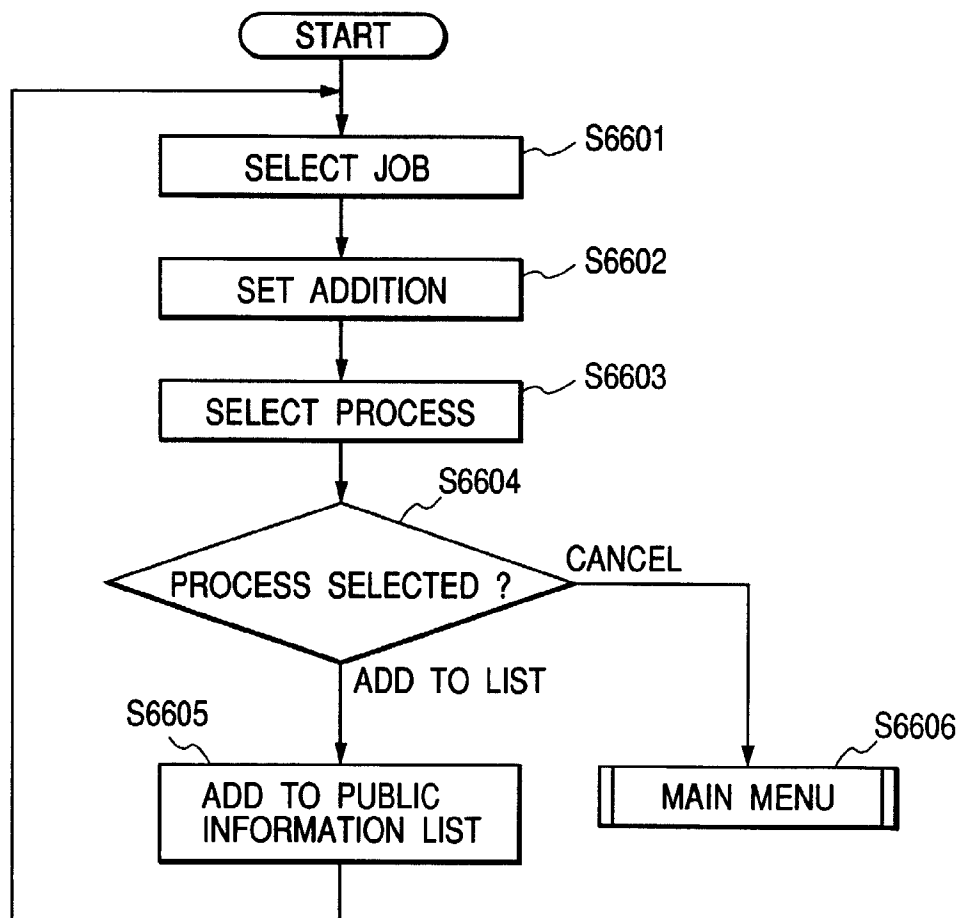 START
S6601
SELECT JOB
S6602
SET ADDITION
S6603
SELECT PROCESS
S6604
PROCESS SELECTED ?
CANCEL
ADD TO LIST
S6605
ADD TO PUBLIC
INFORMATION LIST
S6606
MAIN MENU